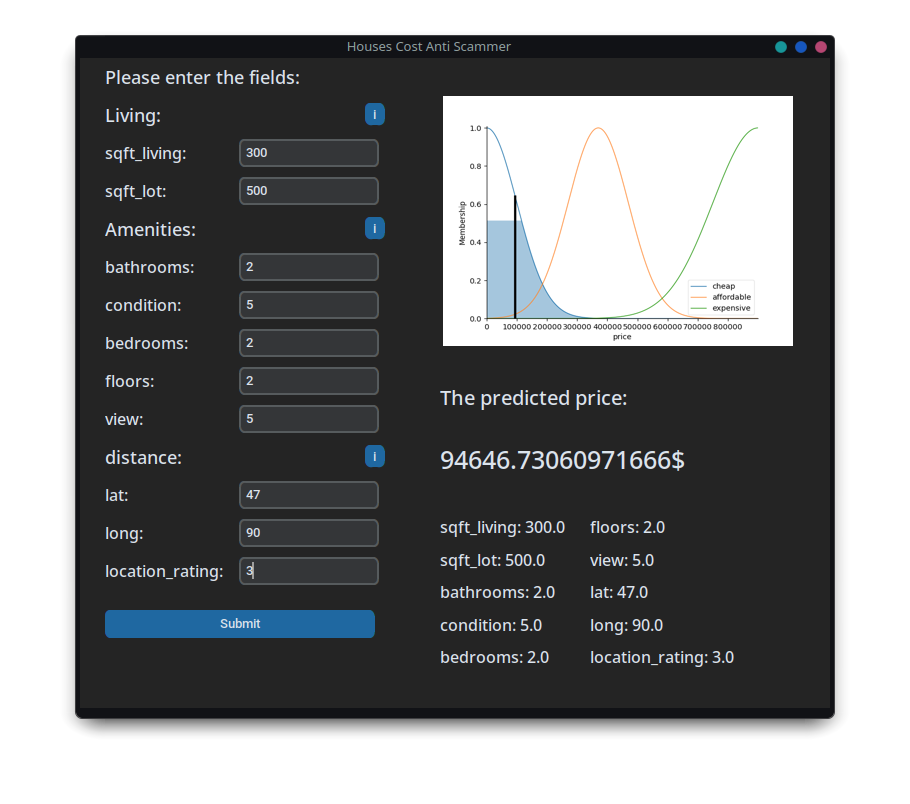 Houses Cost Anti Scammer
Please enter the fields:
Living:
i
sqft_living:
300
sqft_lot:
500
Amenities:
i
bathrooms:
2
condition:
5
bedrooms:
2
floors:
2
view:
5
distance:
i
lat:
47
long:
90
location_rating:
3
Submit
1.0
0.8
0.6
0.4
0.2
0.0
Membership
0 100000 200000 300000 400000 500000 600000 700000 800000
price
cheap
affordable
expensive
The predicted price:
94646.73060971666$
sqft_living: 300.0 floors: 2.0
sqft_lot: 500.0 view: 5.0
bathrooms: 2.0 lat: 47.0
condition: 5.0 long: 90.0
bedrooms: 2.0 location_rating: 3.0